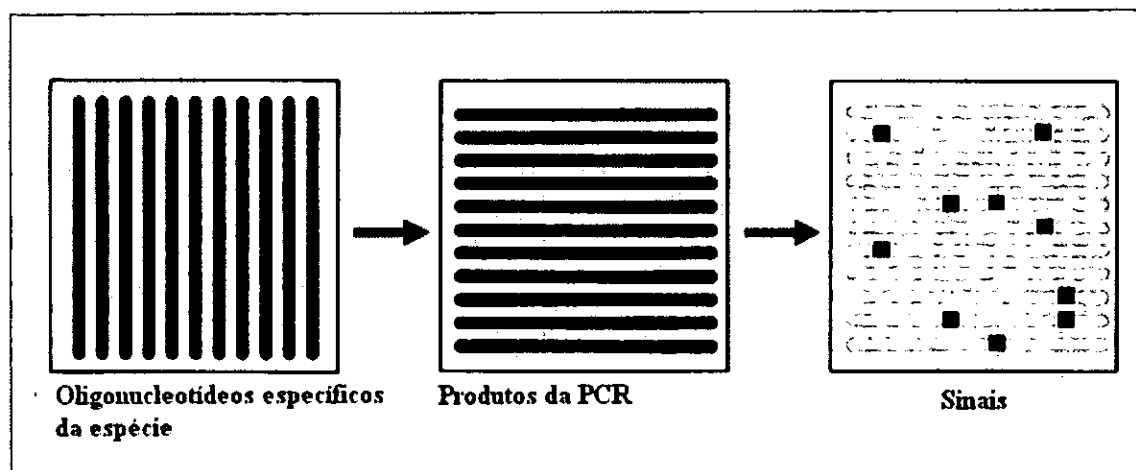 Oligonucleotídeos específicos
da espécie
Produtos da PCR
Sinais